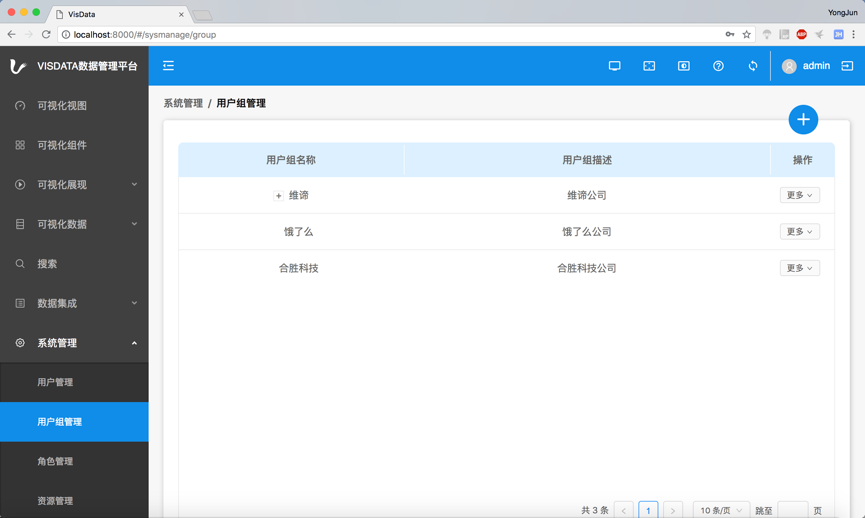 VisData
YongJun
localhost:8000/#/sysmanage/group
ABP
JH
VISDATA数据管理平台
admin
可视化视图
可视化组件
可视化展现
可视化数据
搜索
数据集成
系统管理
用户管理
用户组管理
角色管理
资源管理
系统管理 / 用户组管理
用户组名称 用户组描述 操作
维谛 维谛公司 更多
饿了么 饿了么公司 更多
合胜科技 合胜科技公司 更多
共 3 条 1 10 条/页 跳至 页